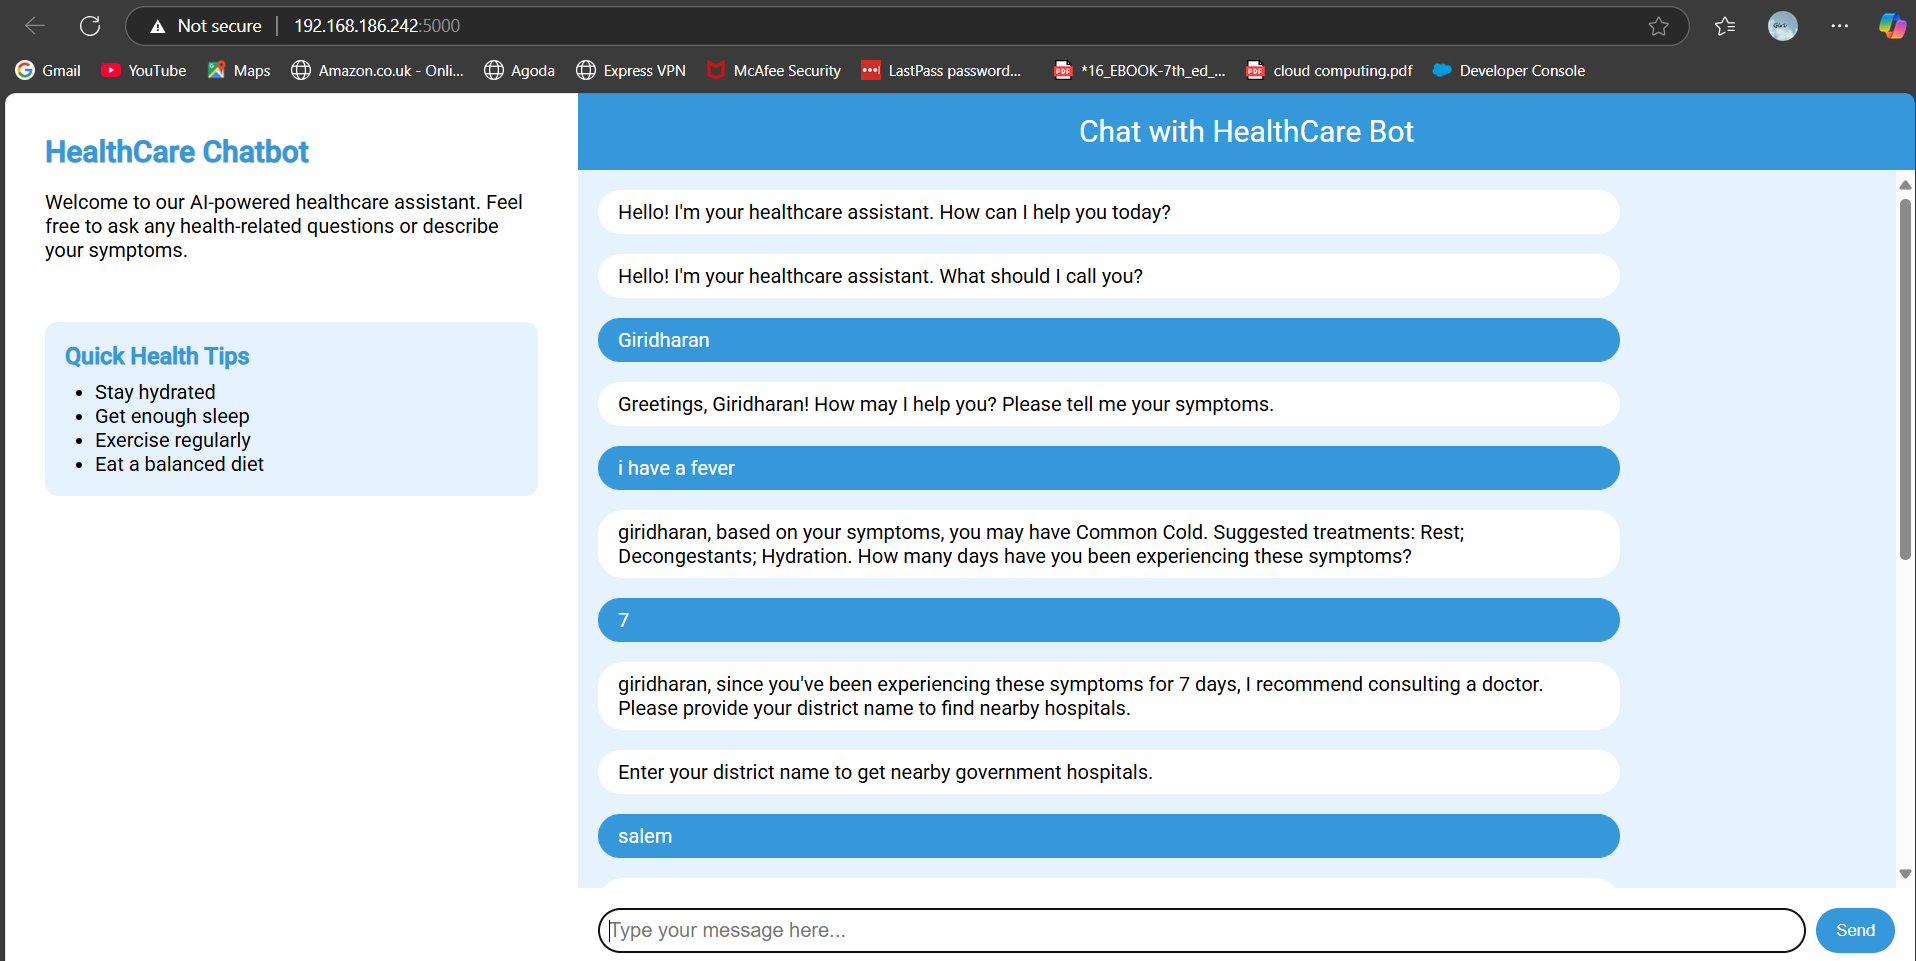 Not secure
192.168.186.242:5000
Gmail
YouTube
Maps
Amazon.co.uk - Onli...
Agoda
Express VPN
McAfee Security
LastPass password...
*16_EBOOK-7th_ed_...
cloud computing.pdf
Developer Console
HealthCare Chatbot
Welcome to our AI-powered healthcare assistant. Feel
free to ask any health-related questions or describe
your symptoms.
Quick Health Tips
• Stay hydrated
• Get enough sleep
• Exercise regularly
• Eat a balanced diet
Chat with HealthCare Bot
Hello! I'm your healthcare assistant. How can I help you today?
Hello! I'm your healthcare assistant. What should I call you?
Giridharan
Greetings, Giridharan! How may I help you? Please tell me your symptoms.
i have a fever
giridharan, based on your symptoms, you may have Common Cold. Suggested treatments: Rest;
Decongestants; Hydration. How many days have you been experiencing these symptoms?
7
giridharan, since you've been experiencing these symptoms for 7 days, I recommend consulting a doctor.
Please provide your district name to find nearby hospitals.
Enter your district name to get nearby government hospitals.
salem
Type your message here...
Send